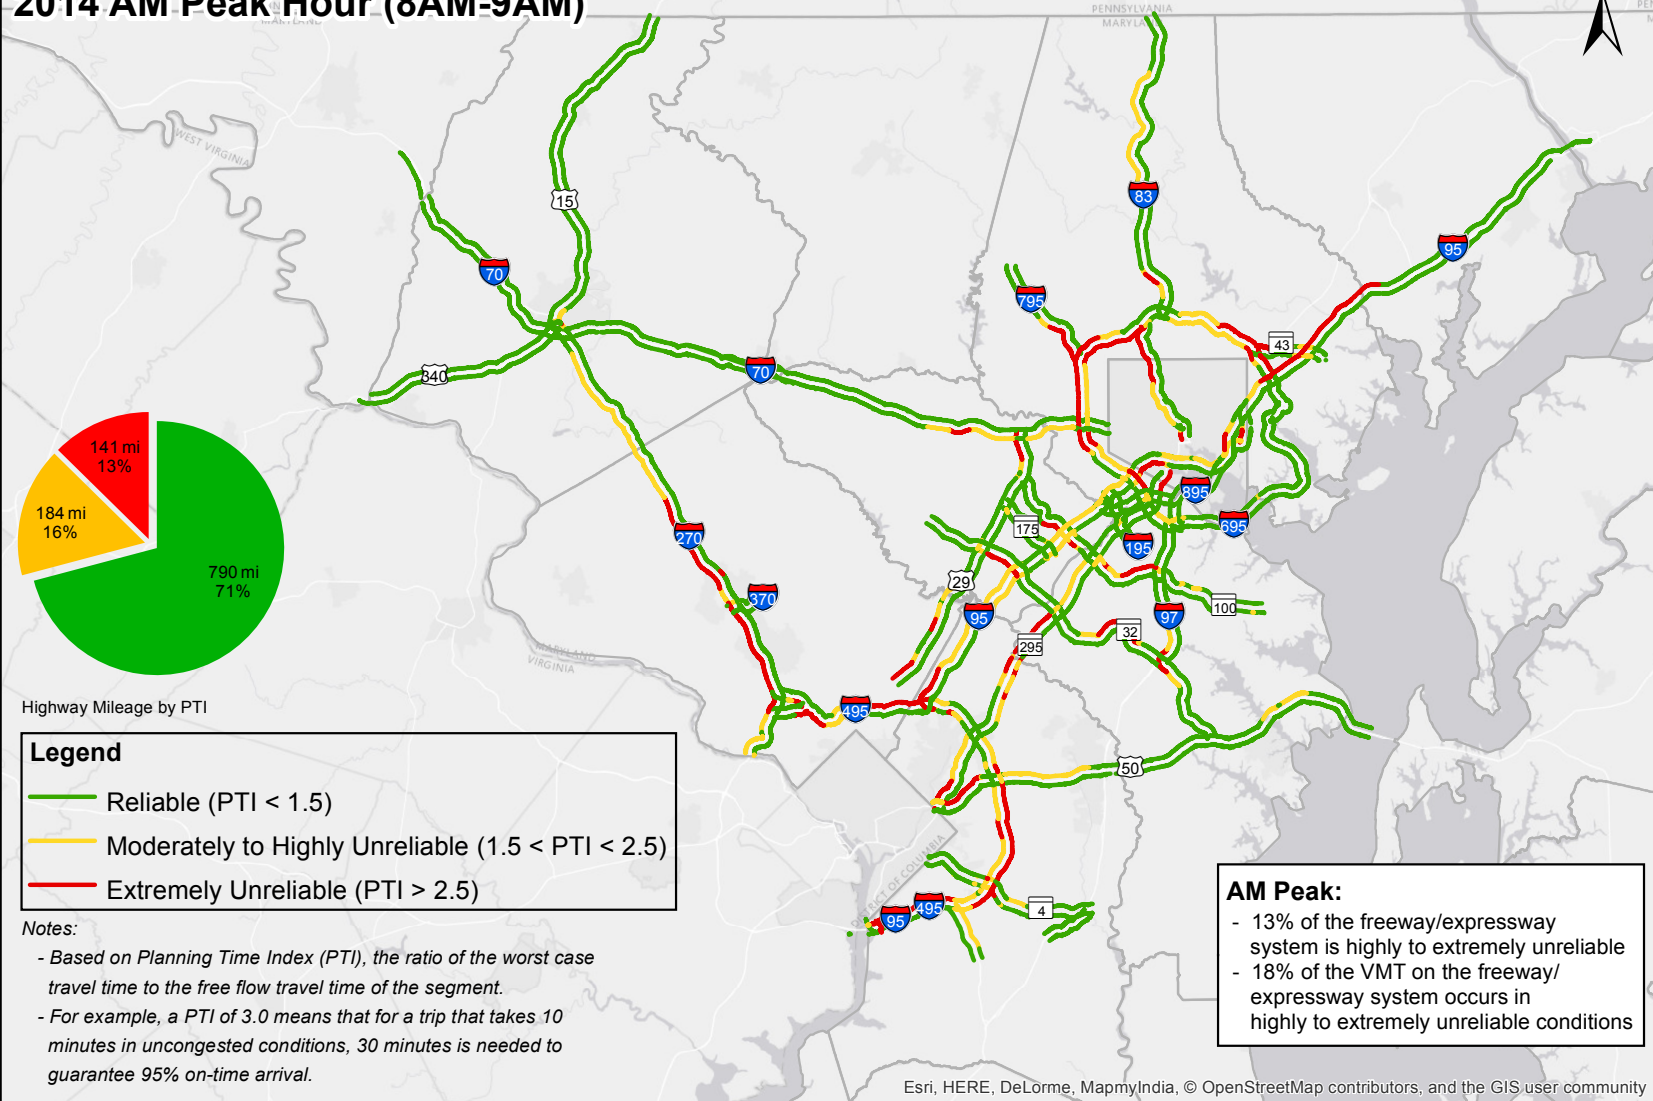 2014 AM Peak Hour (8AM-9AM)
MARYLAND
PENNSYLVANIA
MARYLA
PEN
WEST VIRGINIA
15
83
95
70
795
43
340
70
141 mi
13%
184 mi
16%
790 mi
71%
895
695
175
270
195
29
370
95
97
100
32
295
MARYLAND
VIRGINIA
495
50
DISTRICT OF COLUMBIA
4
95
495
Highway Mileage by PTI
Legend
Reliable (PTI < 1.5)
Moderately to Highly Unreliable (1.5 < PTI < 2.5)
Extremely Unreliable (PTI > 2.5)
Notes:
- Based on Planning Time Index (PTI), the ratio of the worst case
travel time to the free flow travel time of the segment.
- For example, a PTI of 3.0 means that for a trip that takes 10
minutes in uncongested conditions, 30 minutes is needed to
guarantee 95% on-time arrival.
AM Peak:
- 13% of the freeway/expressway
system is highly to extremely unreliable
- 18% of the VMT on the freeway/
expressway system occurs in
highly to extremely unreliable conditions
Esri, HERE, DeLorme, MapmyIndia, © OpenStreetMap contributors, and the GIS user community